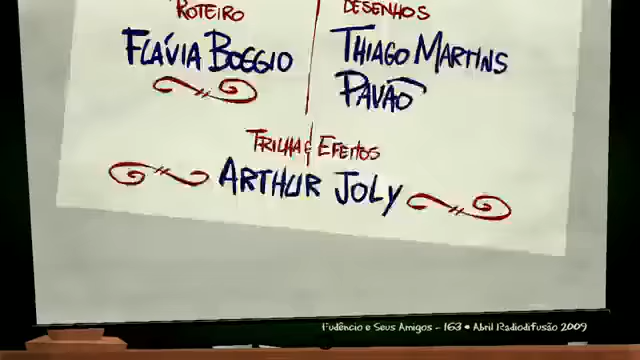 ROTEIRO
FLÁVIA BOGGIO
DESENHOS
THIAGO MARTINS
PAVÃO
TRILHA & EFEITOS
ARTHUR JOLY
Fudêncio e Seus Amigos - 163 • Abril Radiodifusão 2009